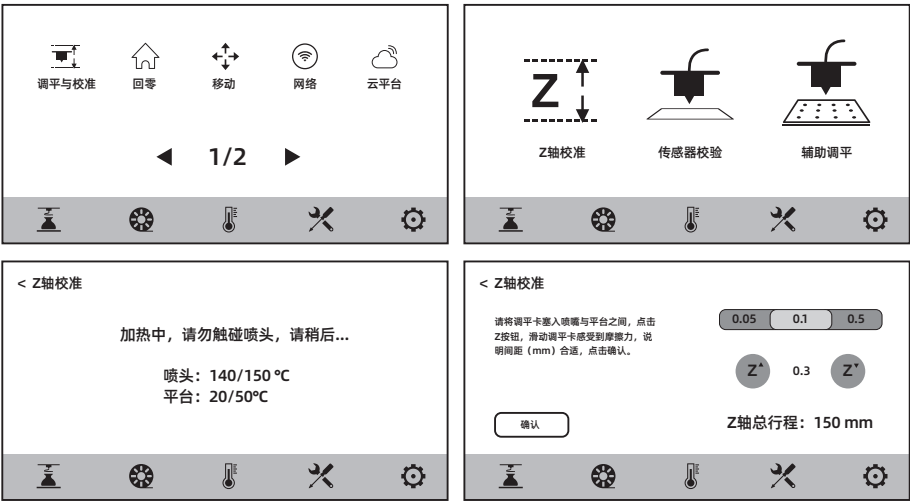 调平与校准 回零 移动 网络 云平台
1/2
Z
Z轴校准 传感器校验 辅助调平
< Z轴校准
加热中，请勿触碰喷头，请稍后...
喷头：140/150 ℃
平台：20/50℃
< Z轴校准
请将调平卡塞入喷嘴与平台之间，点击
Z按钮，滑动调平卡感受到摩擦力，说
明间距（mm）合适，点击确认。
0.05 0.1 0.5
Z 0.3 Z
确认
Z轴总行程：150 mm